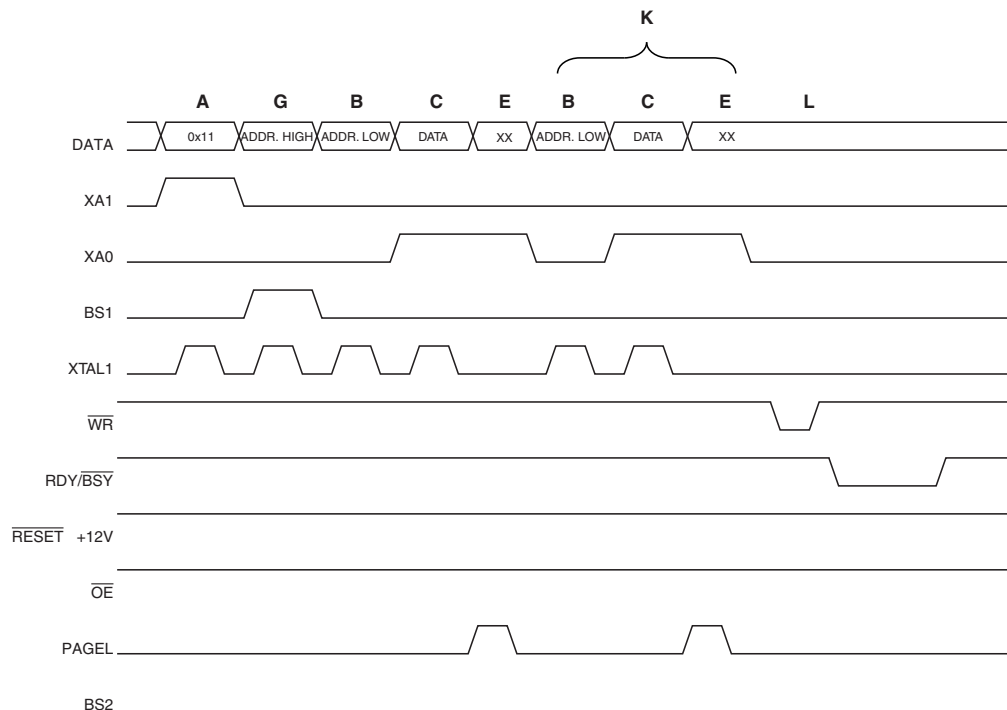 K
A G B C E B C E L
DATA 0x11 ADDR. HIGH ADDR. LOW DATA XX ADDR. LOW DATA XX
XA1
XA0
BS1
XTAL1
WR
RDY/BSY
RESET +12V
OE
PAGEL
BS2